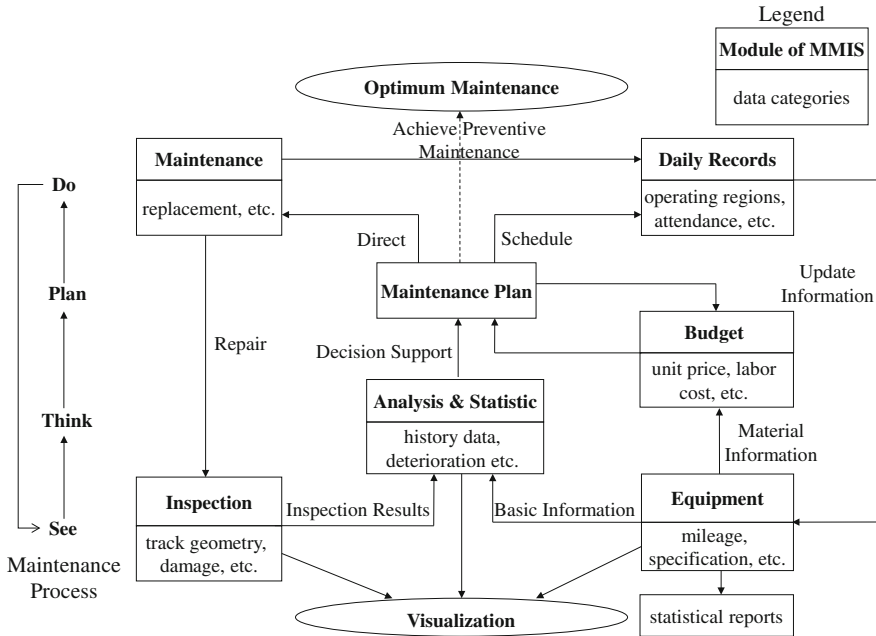 Legend
Module of MMIS
data categories
Optimum Maintenance
Achieve Preventive
Maintenance
Maintenance
replacement, etc.
Daily Records
operating regions,
attendance, etc.
Do
Plan
Think
See
Maintenance
Process
Direct
Schedule
Maintenance Plan
Update
Information
Repair
Decision Support
Budget
unit price, labor
cost, etc.
Analysis & Statistic
history data,
deterioration etc.
Material
Information
Inspection
track geometry,
damage, etc.
Inspection Results
Basic Information
Equipment
mileage,
specification, etc.
Visualization
statistical reports